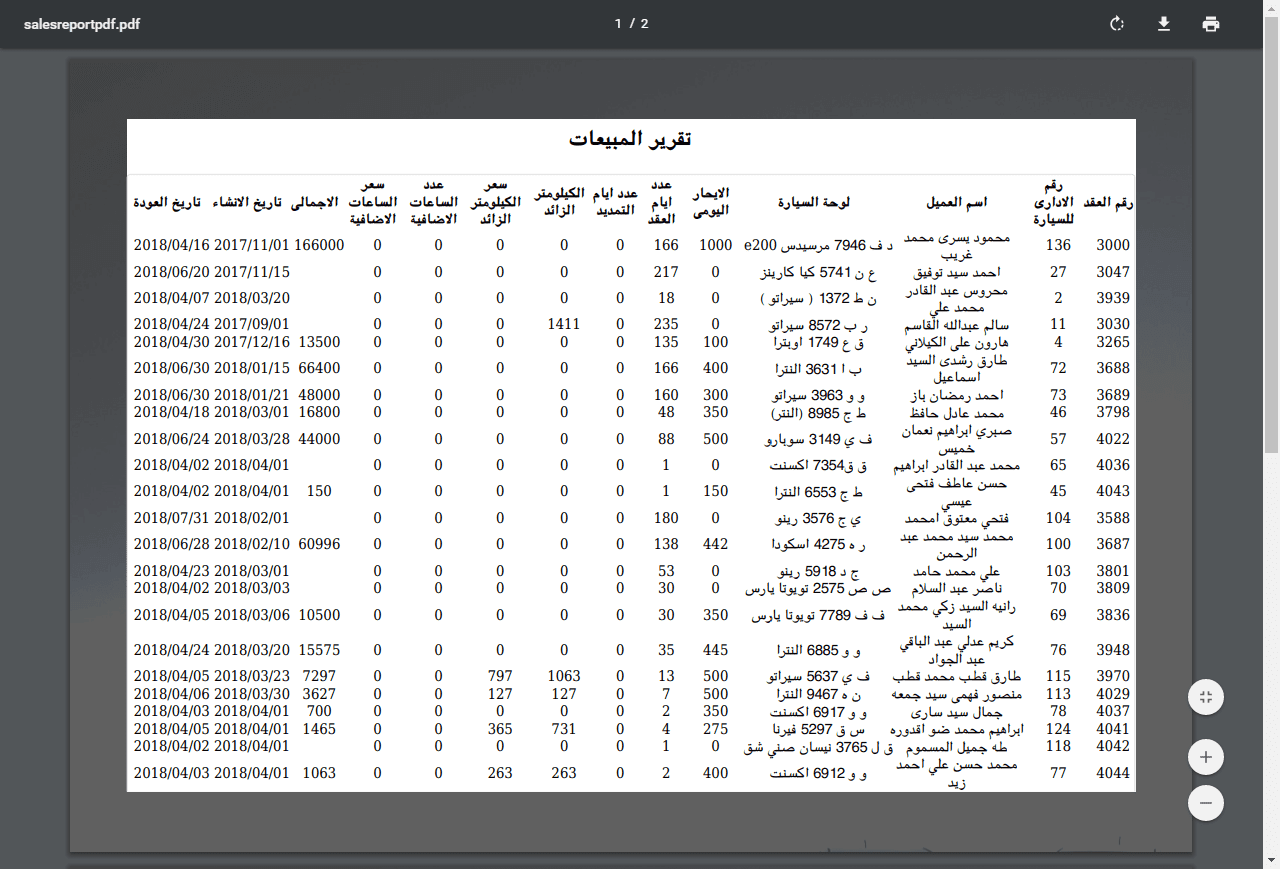 salesreportpdf.pdf
1 / 2
تقرير المبيعات
رقم العقد رقم الادارى للسيارة اسم العميل لوحة السيارة الايجار اليومى عدد ايام العقد عدد ايام التمديد الكيلومتر الزائد سعر الكيلومتر الزائد عدد الساعات الاضافية سعر الساعات الاضافية الاجمالى تاريخ الانشاء تاريخ العودة
3000 136 محمود يسرى محمد غريب د ف 7946 مرسيدس e200 1000 166 0 0 0 0 0 166000 2017/11/01 2018/04/16
3047 27 احمد سيد توفيق ع ن 5741 كيا كارينز 0 217 0 0 0 0 0 2017/11/15 2018/06/20
3939 2 محروس عبد القادر محمد علي ن ط 1372 ( سيراتو ) 0 18 0 0 0 0 0 2018/03/20 2018/04/07
3030 11 سالم عبدالله القاسم ر ب 8572 سيراتو 0 235 0 1411 0 0 0 2017/09/01 2018/04/24
3265 4 هارون على الكيلاني ق ع 1749 اوبترا 100 135 0 0 0 0 0 13500 2017/12/16 2018/04/30
3688 72 طارق رشدى السيد اسماعيل ب ا 3631 النترا 400 166 0 0 0 0 0 66400 2018/01/15 2018/06/30
3689 73 احمد رمضان باز و و 3963 سيراتو 300 160 0 0 0 0 0 48000 2018/01/21 2018/06/30
3798 46 محمد عادل حافظ ط ج 8985 (النتر) 350 48 0 0 0 0 0 16800 2018/03/01 2018/04/18
4022 57 صبري ابراهيم نعمان خميس ف ي 3149 سوبارو 500 88 0 0 0 0 0 44000 2018/03/28 2018/06/24
4036 65 محمد عبد القادر ابراهيم ق ق7354 اكسنت 0 1 0 0 0 0 0 2018/04/01 2018/04/02
4043 45 حسن عاطف فتحى عيسي ط ج 6553 النترا 150 1 0 0 0 0 0 150 2018/04/01 2018/04/02
3588 104 فتحي معتوق امحمد ي ج 3576 رينو 0 180 0 0 0 0 0 2018/02/01 2018/07/31
3687 100 محمد سيد محمد عبد الرحمن ر ه 4275 اسكودا 442 138 0 0 0 0 0 60996 2018/02/10 2018/06/28
3801 103 علي محمد حامد ج د 5918 رينو 0 53 0 0 0 0 0 2018/03/01 2018/04/23
3809 70 ناصر عبد السلام ص ص 2575 تويوتا يارس 0 30 0 0 0 0 0 2018/03/03 2018/04/02
3836 69 رانيه السيد زكي محمد السيد ف ف 7789 تويوتا يارس 350 30 0 0 0 0 0 10500 2018/03/06 2018/04/05
3948 76 كريم عدلي عبد الباقي عبد الجواد و و 6885 النترا 445 35 0 0 0 0 0 15575 2018/03/20 2018/04/24
3970 115 طارق قطب محمد قطب ف ي 5637 سيراتو 500 13 0 1063 797 0 0 7297 2018/03/23 2018/04/05
4029 113 منصور فهمى سيد جمعه ن ه 9467 النترا 500 7 0 127 127 0 0 3627 2018/03/30 2018/04/06
4037 78 جمال سيد سارى و و 6917 اكسنت 350 2 0 0 0 0 0 700 2018/04/01 2018/04/03
4041 124 ابراهيم محمد ضو اقدوره س ق 5297 فيرنا 275 4 0 731 365 0 0 1465 2018/04/01 2018/04/05
4042 118 طه جميل المسموم ق ل 3765 نيسان صني شق 0 1 0 0 0 0 0 2018/04/01 2018/04/02
4044 77 محمد حسن علي احمد زيد و و 6912 اكسنت 400 2 0 263 263 0 0 1063 2018/04/01 2018/04/03